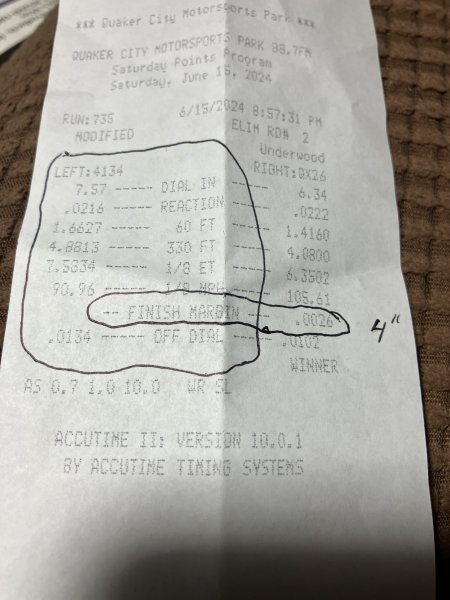 *** Quaker City Motorsports Park ***
QUAKER CITY MOTORSPORTS PARK 88.7FM
Saturday Points Program
Saturday, June 15, 2024
6/15/2024 8:57:31 PM
RUN:735 ELIM RD# 2
MODIFIED Underwood
LEFT:4134 RIGHT:QX26
7.57 ----- DIAL IN ----- 6.34
.0216 ----- REACTION ----- .0222
1.6627 ----- 60 FT ----- 1.4160
4.8813 ----- 330 FT ----- 4.0800
7.5834 ----- 1/8 ET ----- 6.3502
90.96 ----- 1/8 MPH ----- 105.61
-- FINISH MARGIN -- .0026
4"
.0134 ----- OFF DIAL ----- .0102
WINNER
AS 0.7 1.0 10.0 WR SL
ACCUTIME II: VERSION 10.0.1
BY ACCUTIME TIMING SYSTEMS